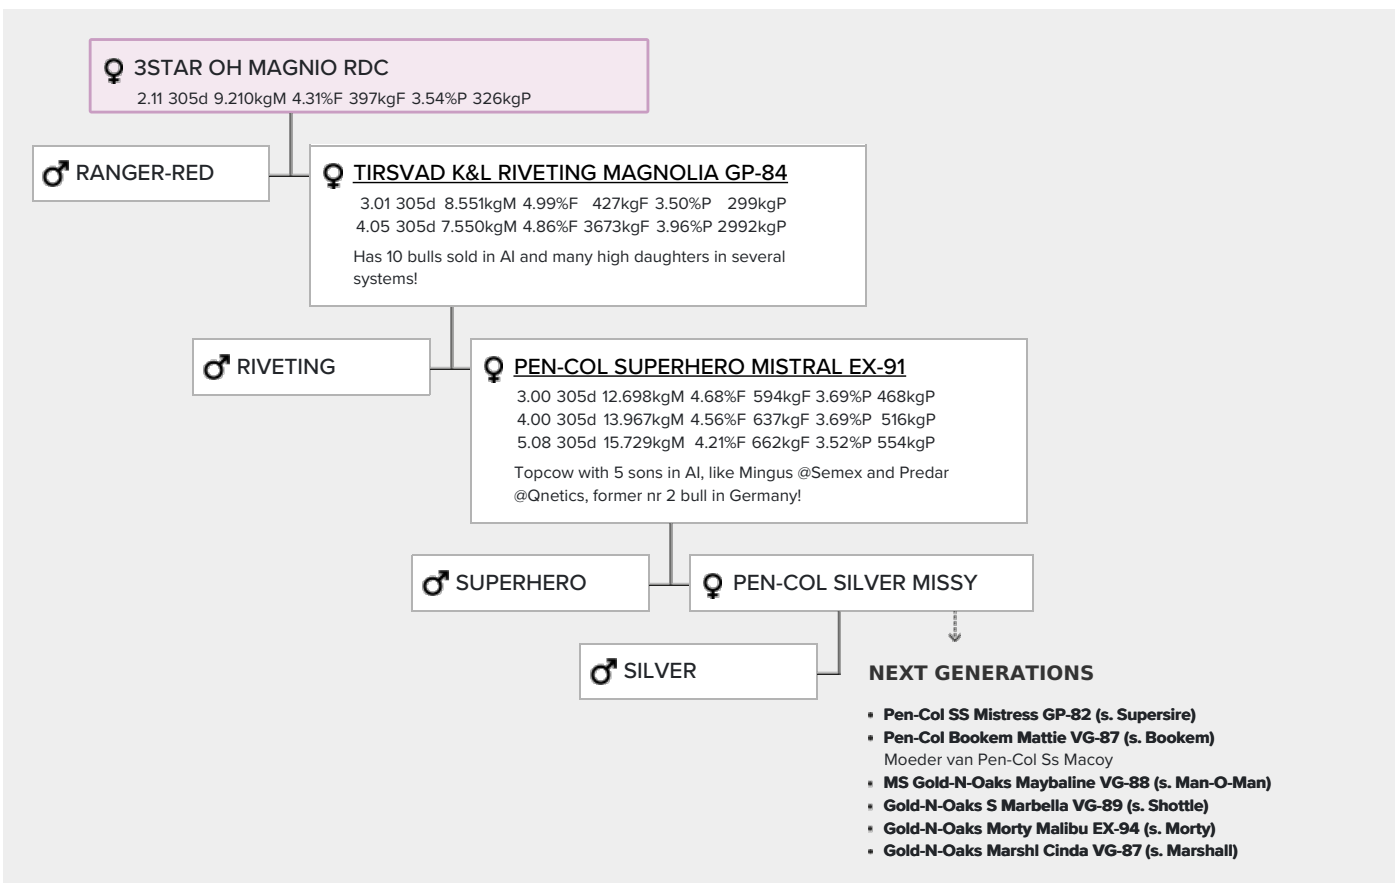 3STAR OH MAGNIO RDC
2.11 305d 9.210kgM 4.31%F 397kgF 3.54%P 326kgP
RANGER-RED
TIRSVAD K&L RIVETING MAGNOLIA GP-84
3.01 305d 8.551kgM 4.99%F 427kgF 3.50%P 299kgP
4.05 305d 7.550kgM 4.86%F 3673kgF 3.96%P 2992kgP
Has 10 bulls sold in AI and many high daughters in several
systems!
RIVETING
PEN-COL SUPERHERO MISTRAL EX-91
3.00 305d 12.698kgM 4.68%F 594kgF 3.69%P 468kgP
4.00 305d 13.967kgM 4.56%F 637kgF 3.69%P 516kgP
5.08 305d 15.729kgM 4.21%F 662kgF 3.52%P 554kgP
Topcow with 5 sons in AI, like Mingus @Semex and Predar
@Qnetics, former nr 2 bull in Germany!
SUPERHERO
PEN-COL SILVER MISSY
SILVER
NEXT GENERATIONS
• Pen-Col SS Mistress GP-82 (s. Supersire)
• Pen-Col Bookem Mattie VG-87 (s. Bookem)
Moeder van Pen-Col Ss Macoy
• MS Gold-N-Oaks Maybaline VG-88 (s. Man-O-Man)
• Gold-N-Oaks S Marbella VG-89 (s. Shottle)
• Gold-N-Oaks Morty Malibu EX-94 (s. Morty)
• Gold-N-Oaks Marshl Cinda VG-87 (s. Marshall)